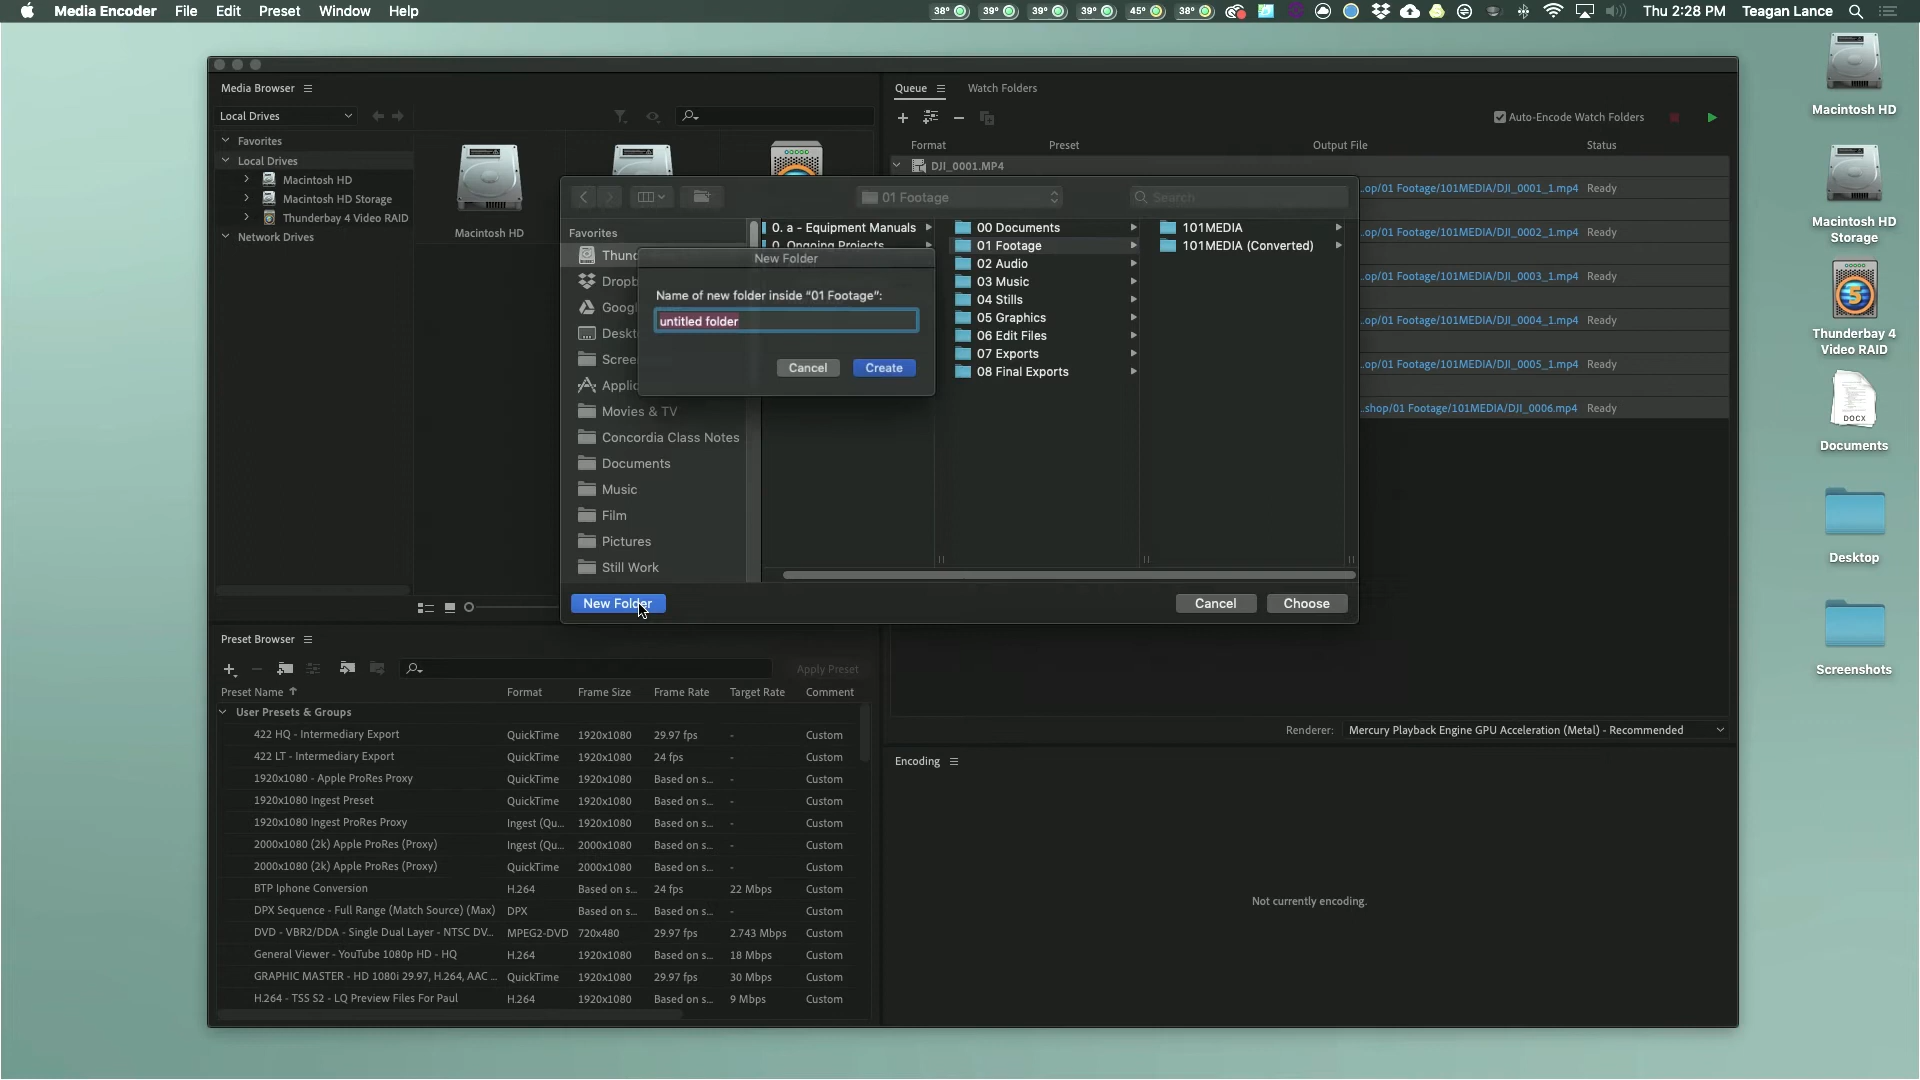 Media Encoder File Edit Preset Window Help
38° 39° 39° 39° 45° 38° Thu 2:28 PM Teagan Lance
Media Browser
Local Drives
Favorites
Local Drives
Macintosh HD
Macintosh HD Storage
Thunderbay 4 Video RAID
Network Drives
Macintosh HD
Queue Watch Folders
Auto-Encode Watch Folders
Format Preset Output File Status
DJI_0001.MP4
..op/01 Footage/101MEDIA/DJI_0001_1.mp4 Ready
..op/01 Footage/101MEDIA/DJI_0002_1.mp4 Ready
..op/01 Footage/101MEDIA/DJI_0003_1.mp4 Ready
..op/01 Footage/101MEDIA/DJI_0004_1.mp4 Ready
..op/01 Footage/101MEDIA/DJI_0005_1.mp4 Ready
..shop/01 Footage/101MEDIA/DJI_0006.mp4 Ready
01 Footage
Search
Favorites
Thun
Dropb
Googl
Deskt
Scree
Applic
Movies & TV
Concordia Class Notes
Documents
Music
Film
Pictures
Still Work
0. a - Equipment Manuals
0. Ongoing Projects
00 Documents
01 Footage
02 Audio
03 Music
04 Stills
05 Graphics
06 Edit Files
07 Exports
08 Final Exports
101MEDIA
101MEDIA (Converted)
New Folder
Name of new folder inside “01 Footage”:
untitled folder
Cancel Create
New Folder Cancel Choose
Preset Browser
Apply Preset
Preset Name Format Frame Size Frame Rate Target Rate Comment
User Presets & Groups
422 HQ - Intermediary Export QuickTime 1920x1080 29.97 fps - Custom
422 LT - Intermediary Export QuickTime 1920x1080 24 fps - Custom
1920x1080 - Apple ProRes Proxy QuickTime 1920x1080 Based on s... - Custom
1920x1080 Ingest Preset QuickTime 1920x1080 Based on s... - Custom
1920x1080 Ingest ProRes Proxy Ingest (Qu... 1920x1080 Based on s... - Custom
2000x1080 (2k) Apple ProRes (Proxy) Ingest (Qu... 2000x1080 Based on s... - Custom
2000x1080 (2k) Apple ProRes (Proxy) QuickTime 2000x1080 Based on s... - Custom
BTP Iphone Conversion H.264 Based on s... 24 fps 22 Mbps Custom
DPX Sequence - Full Range (Match Source) (Max) DPX Based on s... Based on s... - Custom
DVD - VBR2/DDA - Single Dual Layer - NTSC DV... MPEG2-DVD 720x480 29.97 fps 2.743 Mbps Custom
General Viewer - YouTube 1080p HD - HQ H.264 1920x1080 Based on s... 18 Mbps Custom
GRAPHIC MASTER - HD 1080i 29.97, H.264, AAC ... QuickTime 1920x1080 29.97 fps 30 Mbps Custom
H.264 - TSS S2 - LQ Preview Files For Paul H.264 1920x1080 Based on s... 9 Mbps Custom
Renderer: Mercury Playback Engine GPU Acceleration (Metal) - Recommended
Encoding
Not currently encoding.
Macintosh HD
Macintosh HD
Storage
5
Thunderbay 4
Video RAID
DOCX
Documents
Desktop
Screenshots